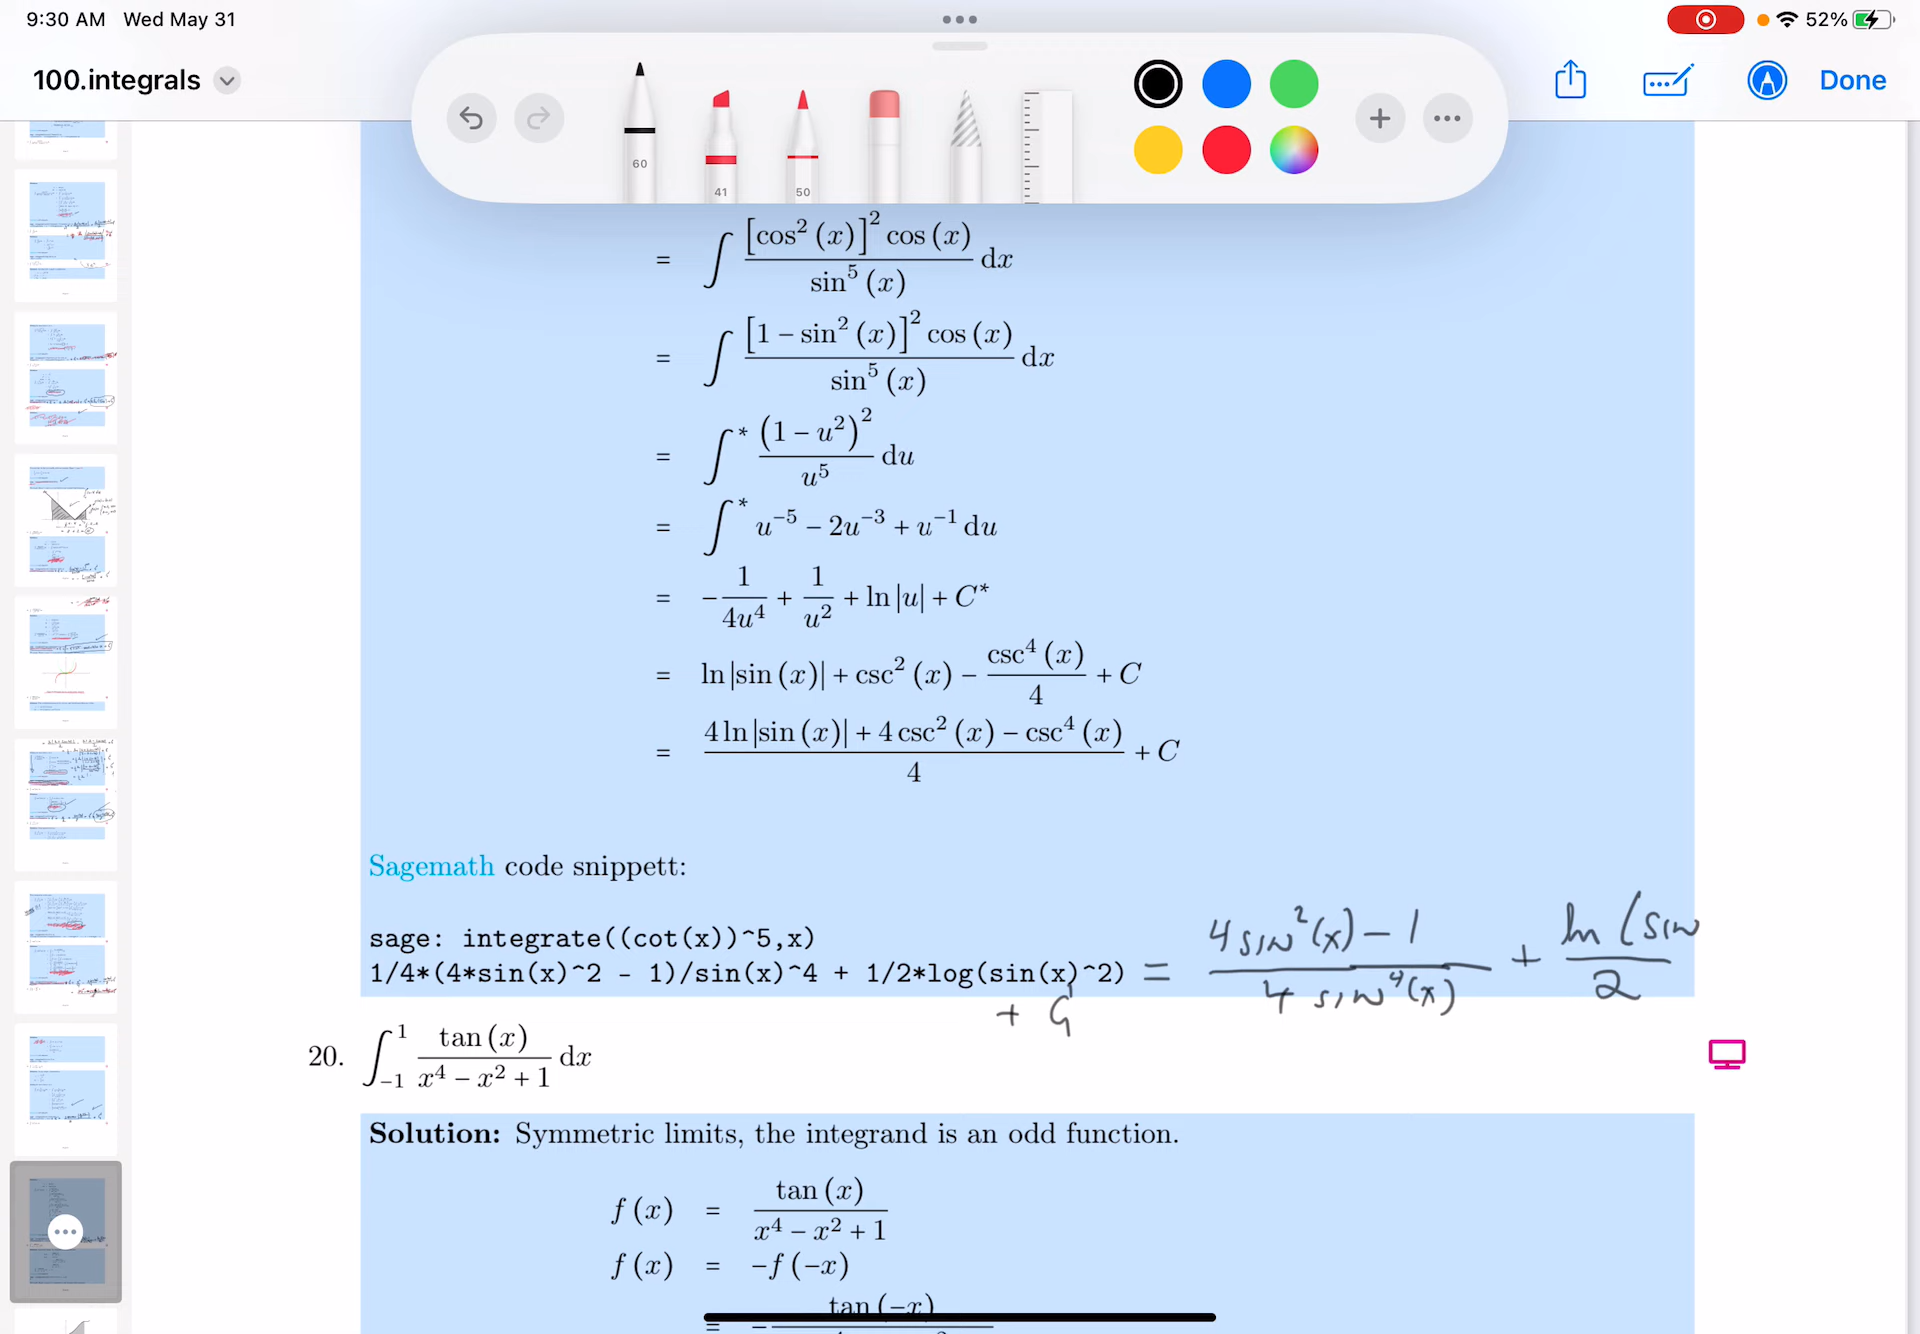 9:30 AM Wed May 31
52%
100.integrals
Done
60
41
50
= ∫ [cos² (x)]² cos (x) / sin⁵ (x) dx
= ∫ [1 − sin² (x)]² cos (x) / sin⁵ (x) dx
= ∫* (1 − u²)² / u⁵ du
= ∫* u⁻⁵ − 2u⁻³ + u⁻¹ du
= −1/4u⁴ + 1/u² + ln |u| + C*
= ln |sin (x)| + csc² (x) − csc⁴ (x) / 4 + C
= 4 ln |sin (x)| + 4 csc² (x) − csc⁴ (x) / 4 + C
Sagemath code snippett:
sage: integrate((cot(x))^5,x)
1/4*(4*sin(x)^2 - 1)/sin(x)^4 + 1/2*log(sin(x)^2) = 4 sin²(x) − 1 / 4 sin⁴(x) + ln (sin / 2
+ C
20. ∫₋₁¹ tan (x) / x⁴ − x² + 1 dx
Solution: Symmetric limits, the integrand is an odd function.
f (x) = tan (x) / x⁴ − x² + 1
f (x) = −f (−x)
= − tan (−x)